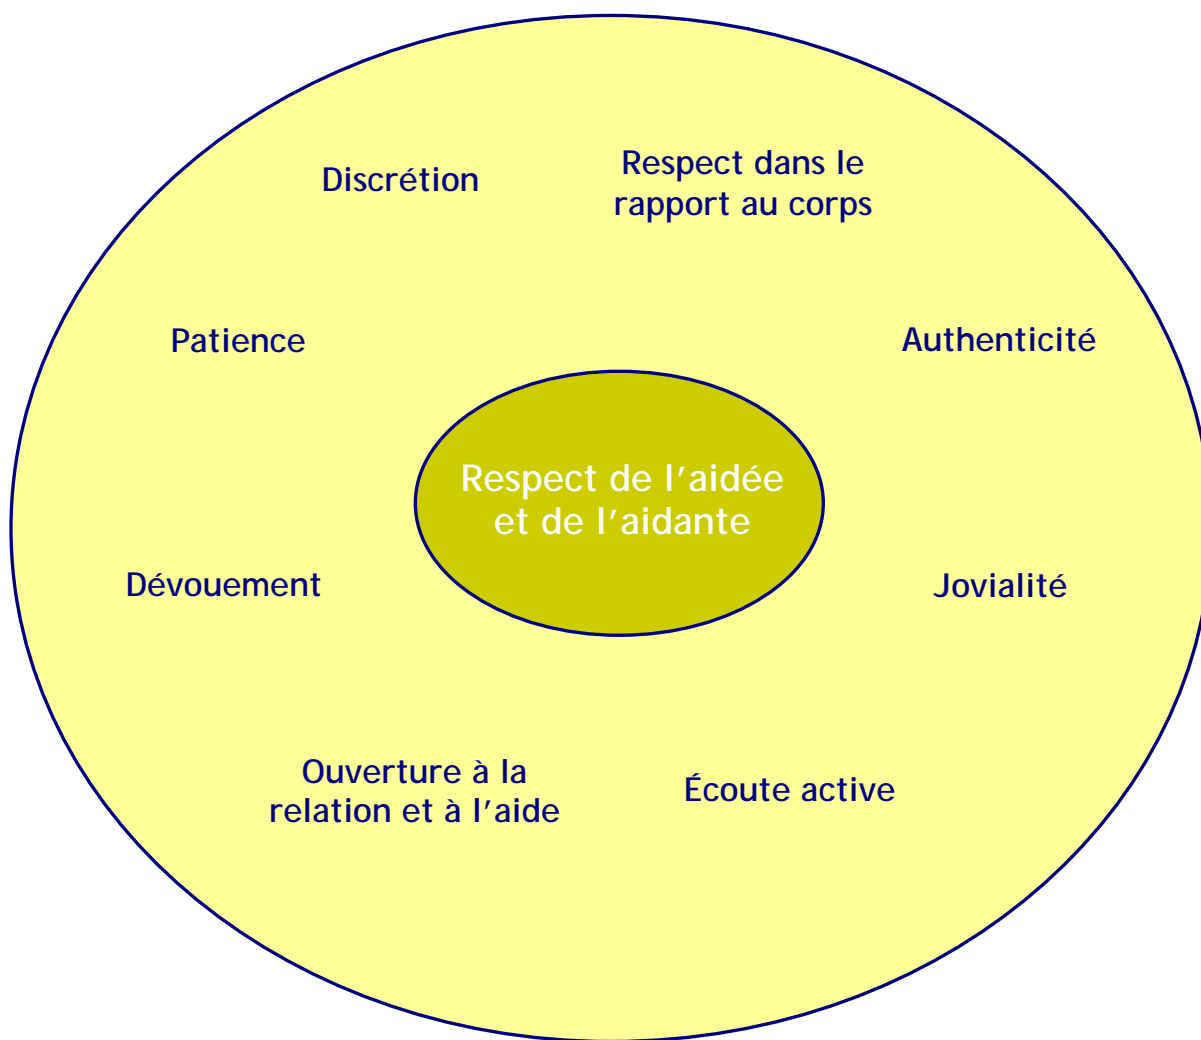 Discrétion
Respect dans le
rapport au corps
Patience
Authenticité
Respect de l’aidée
et de l’aidante
Dévouement
Jovialité
Ouverture à la
relation et à l’aide
Écoute active